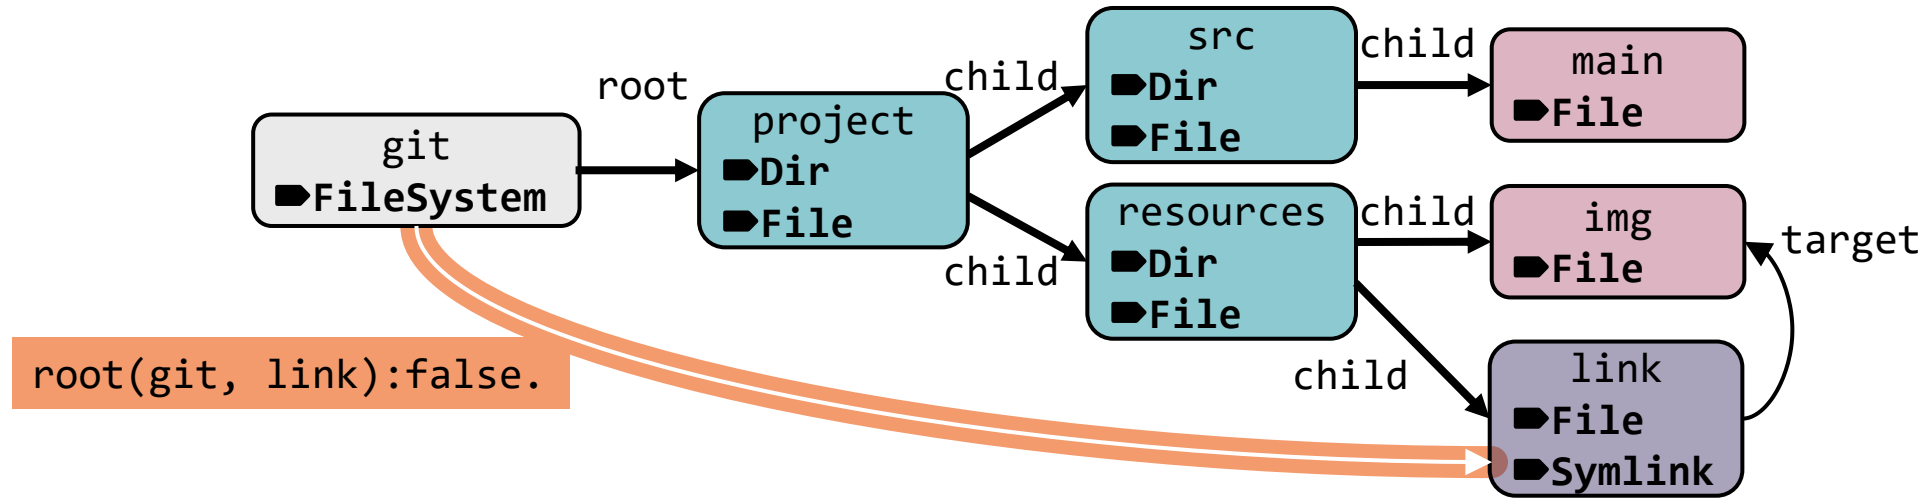 git
FileSystem
root
project
Dir
File
child
child
src
Dir
File
resources
Dir
File
child
main
File
child
img
File
target
child
link
File
Symlink
root(git, link):false.